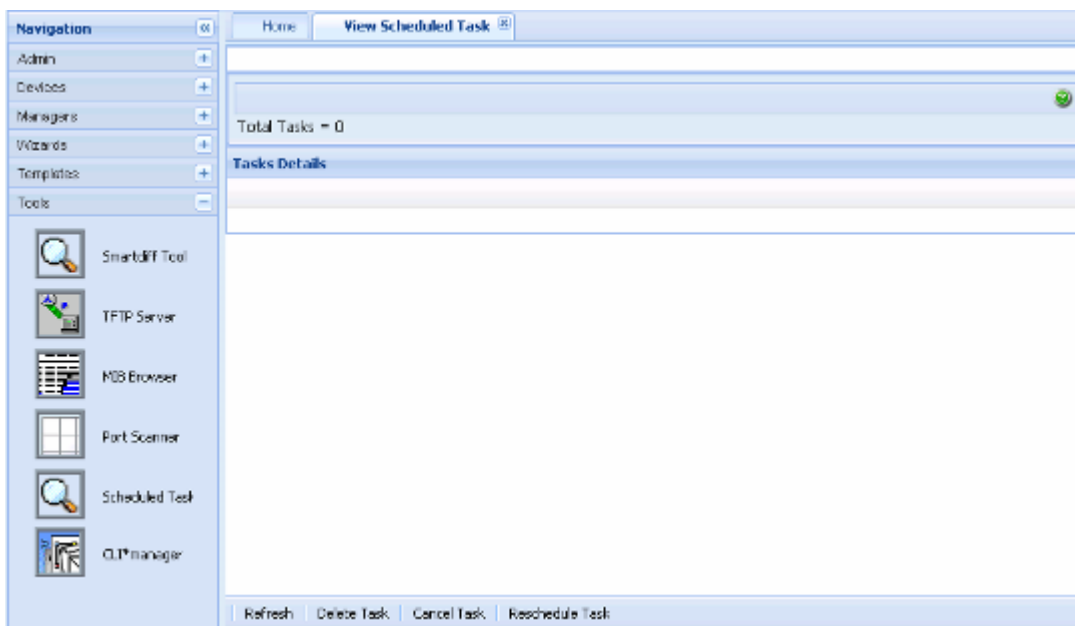 Navigation
Admin
Devices
Managers
Wizards
Templates
Tools
Smartdiff Tool
TFTP Server
MIB Browser
Port Scanner
Scheduled Task
CLI*manager
Home
View Scheduled Task
Total Tasks = 0
Tasks Details
Refresh
Delete Task
Cancel Task
Reschedule Task